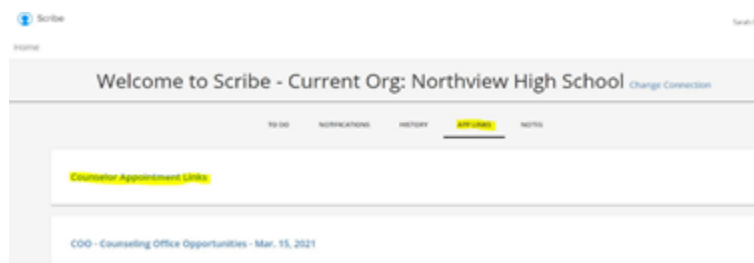 Scribe
Sarah
Home
Welcome to Scribe - Current Org: Northview High School Change Connection
TO DO NOTIFICATIONS HISTORY APP LINKS NOTES
Counselor Appointment Links
COO - Counseling Office Opportunities - Mar. 15, 2021